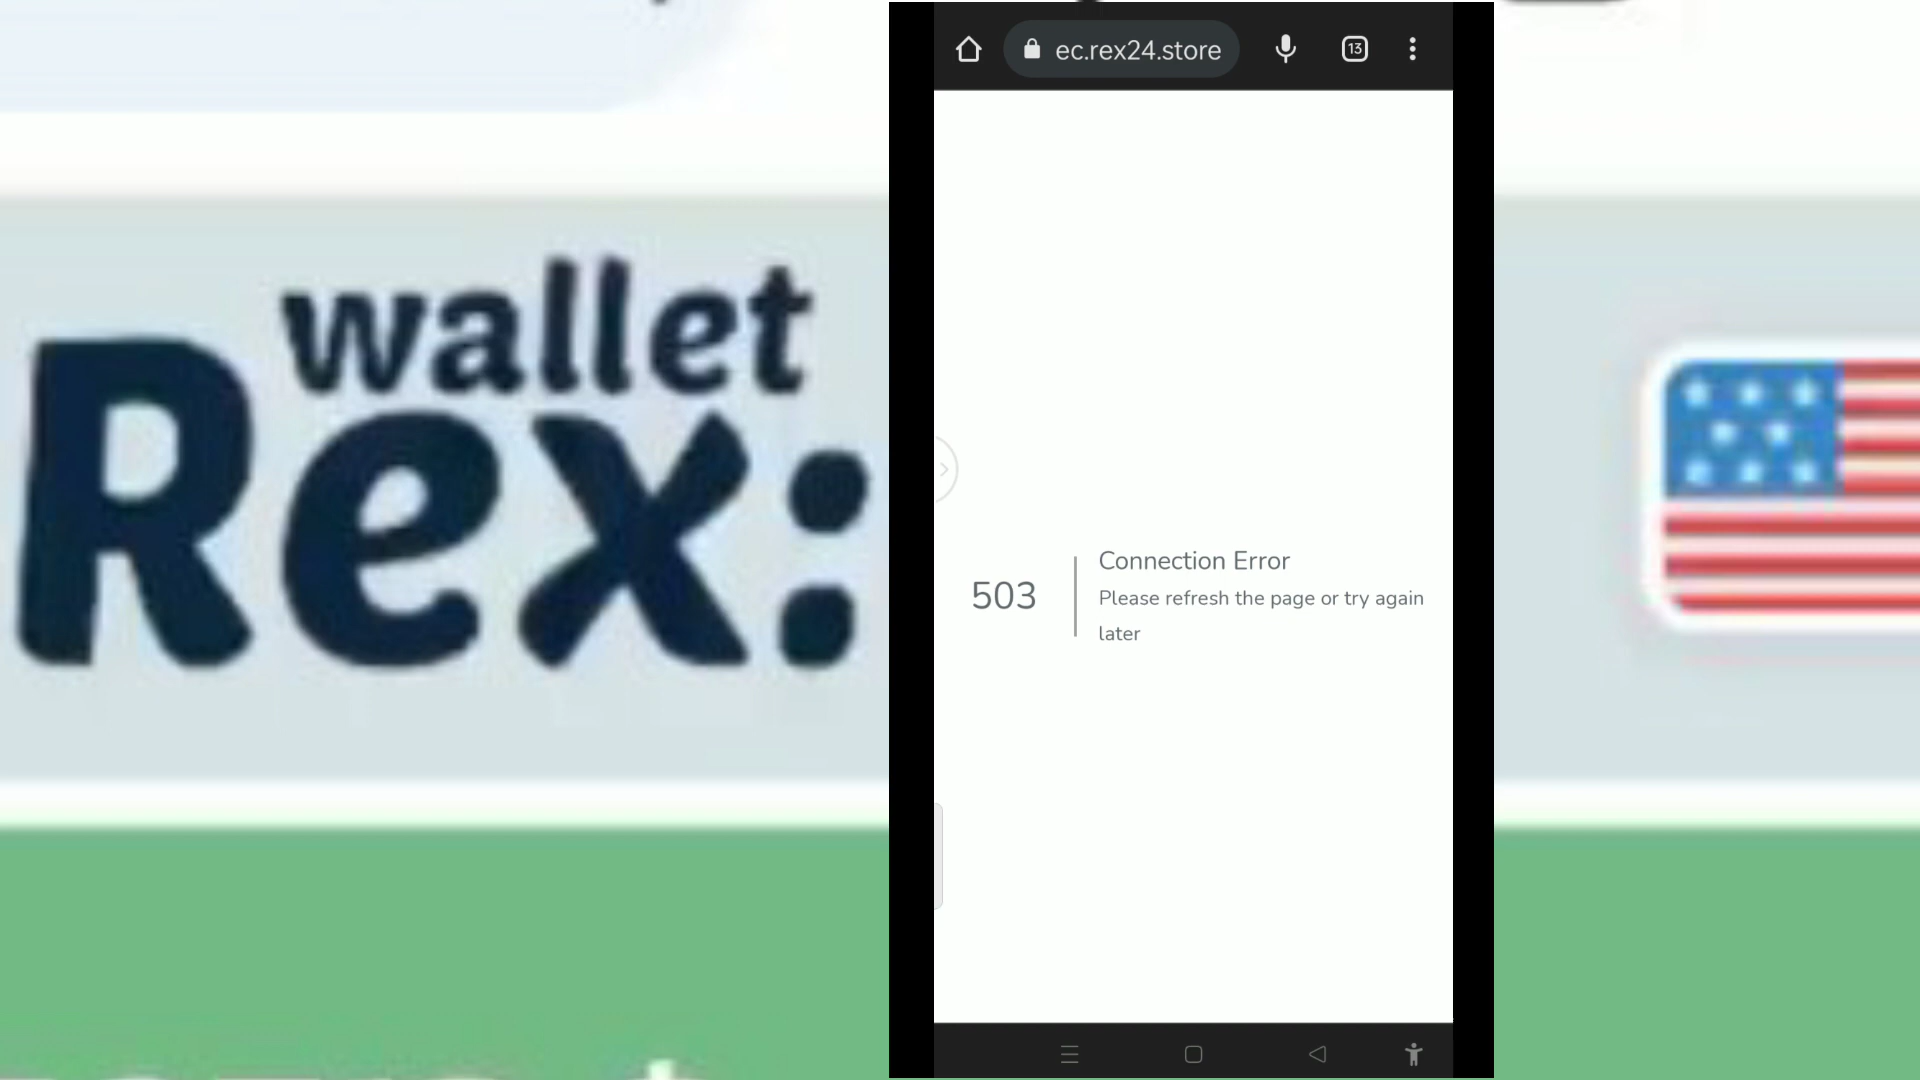 wallet
Rex:
ec.rex24.store
13
503
Connection Error
Please refresh the page or try again
later